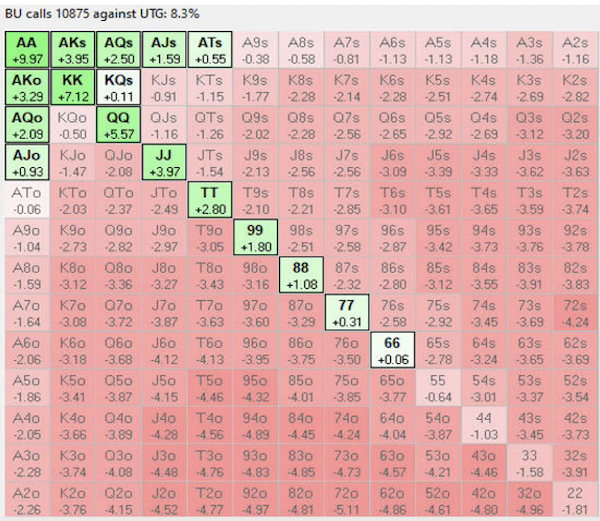 BU calls 10875 against UTG: 8.3%
AA AKs AQs AJs ATs A9s A8s A7s A6s A5s A4s A3s A2s
+9.97 +3.95 +2.50 +1.59 +0.55 -0.38 -0.58 -0.81 -1.13 -1.13 -1.18 -1.36 -1.16
AKo KK KQs KJs KTs K9s K8s K7s K6s K5s K4s K3s K2s
+3.29 +7.12 +0.11 -0.91 -1.15 -1.77 -2.28 -2.14 -2.28 -2.51 -2.74 -2.69 -2.82
AQo KQo QQ QJs QTs Q9s Q8s Q7s Q6s Q5s Q4s Q3s Q2s
+2.09 -0.50 +5.57 -1.16 -1.26 -2.02 -2.28 -2.56 -2.65 -2.92 -2.69 -3.12 -3.20
AJo KJo QJo JJ JTs J9s J8s J7s J6s J5s J4s J3s J2s
+0.93 -1.47 -2.08 +3.97 -1.54 -2.13 -2.56 -2.56 -3.09 -3.39 -3.33 -3.62 -3.63
ATo KTo QTo JTo TT T9s T8s T7s T6s T5s T4s T3s T2s
-0.06 -2.03 -2.37 -2.49 +2.80 -2.10 -2.21 -2.85 -3.10 -3.61 -3.65 -3.59 -3.74
A9o K9o Q9o J9o T9o 99 98s 97s 96s 95s 94s 93s 92s
-1.04 -2.73 -2.82 -2.97 -3.05 +1.80 -2.51 -2.58 -2.87 -3.42 -3.73 -3.76 -3.78
A8o K8o Q8o J8o T8o 98o 88 87s 86s 85s 84s 83s 82s
-1.59 -3.12 -3.36 -3.27 -3.43 -3.16 +1.08 -2.32 -2.80 -3.12 -3.55 -3.91 -3.83
A7o K7o Q7o J7o T7o 97o 87o 77 76s 75s 74s 73s 72s
-1.64 -3.08 -3.72 -3.87 -3.63 -3.60 -3.29 +0.31 -2.58 -2.92 -3.45 -3.69 -4.24
A6o K6o Q6o J6o T6o 96o 86o 76o 66 65s 64s 63s 62s
-2.06 -3.18 -3.68 -4.12 -4.13 -3.95 -3.75 -3.50 +0.06 -2.78 -3.24 -3.65 -3.69
A5o K5o Q5o J5o T5o 95o 85o 75o 65o 55 54s 53s 52s
-1.86 -3.41 -3.87 -4.15 -4.46 -4.32 -4.01 -3.85 -3.77 -0.64 -3.01 -3.37 -3.54
A4o K4o Q4o J4o T4o 94o 84o 74o 64o 54o 44 43s 42s
-2.05 -3.66 -3.89 -4.28 -4.56 -4.89 -4.45 -4.24 -4.04 -3.87 -1.03 -3.45 -3.73
A3o K3o Q3o J3o T3o 93o 83o 73o 63o 53o 43o 33 32s
-2.28 -3.74 -4.08 -4.48 -4.76 -4.83 -4.85 -4.73 -4.57 -4.21 -4.46 -1.58 -3.91
A2o K2o Q2o J2o T2o 92o 82o 72o 62o 52o 42o 32o 22
-2.26 -3.76 -4.15 -4.52 -4.77 -4.97 -4.81 -5.11 -4.86 -4.61 -4.80 -4.96 -1.81